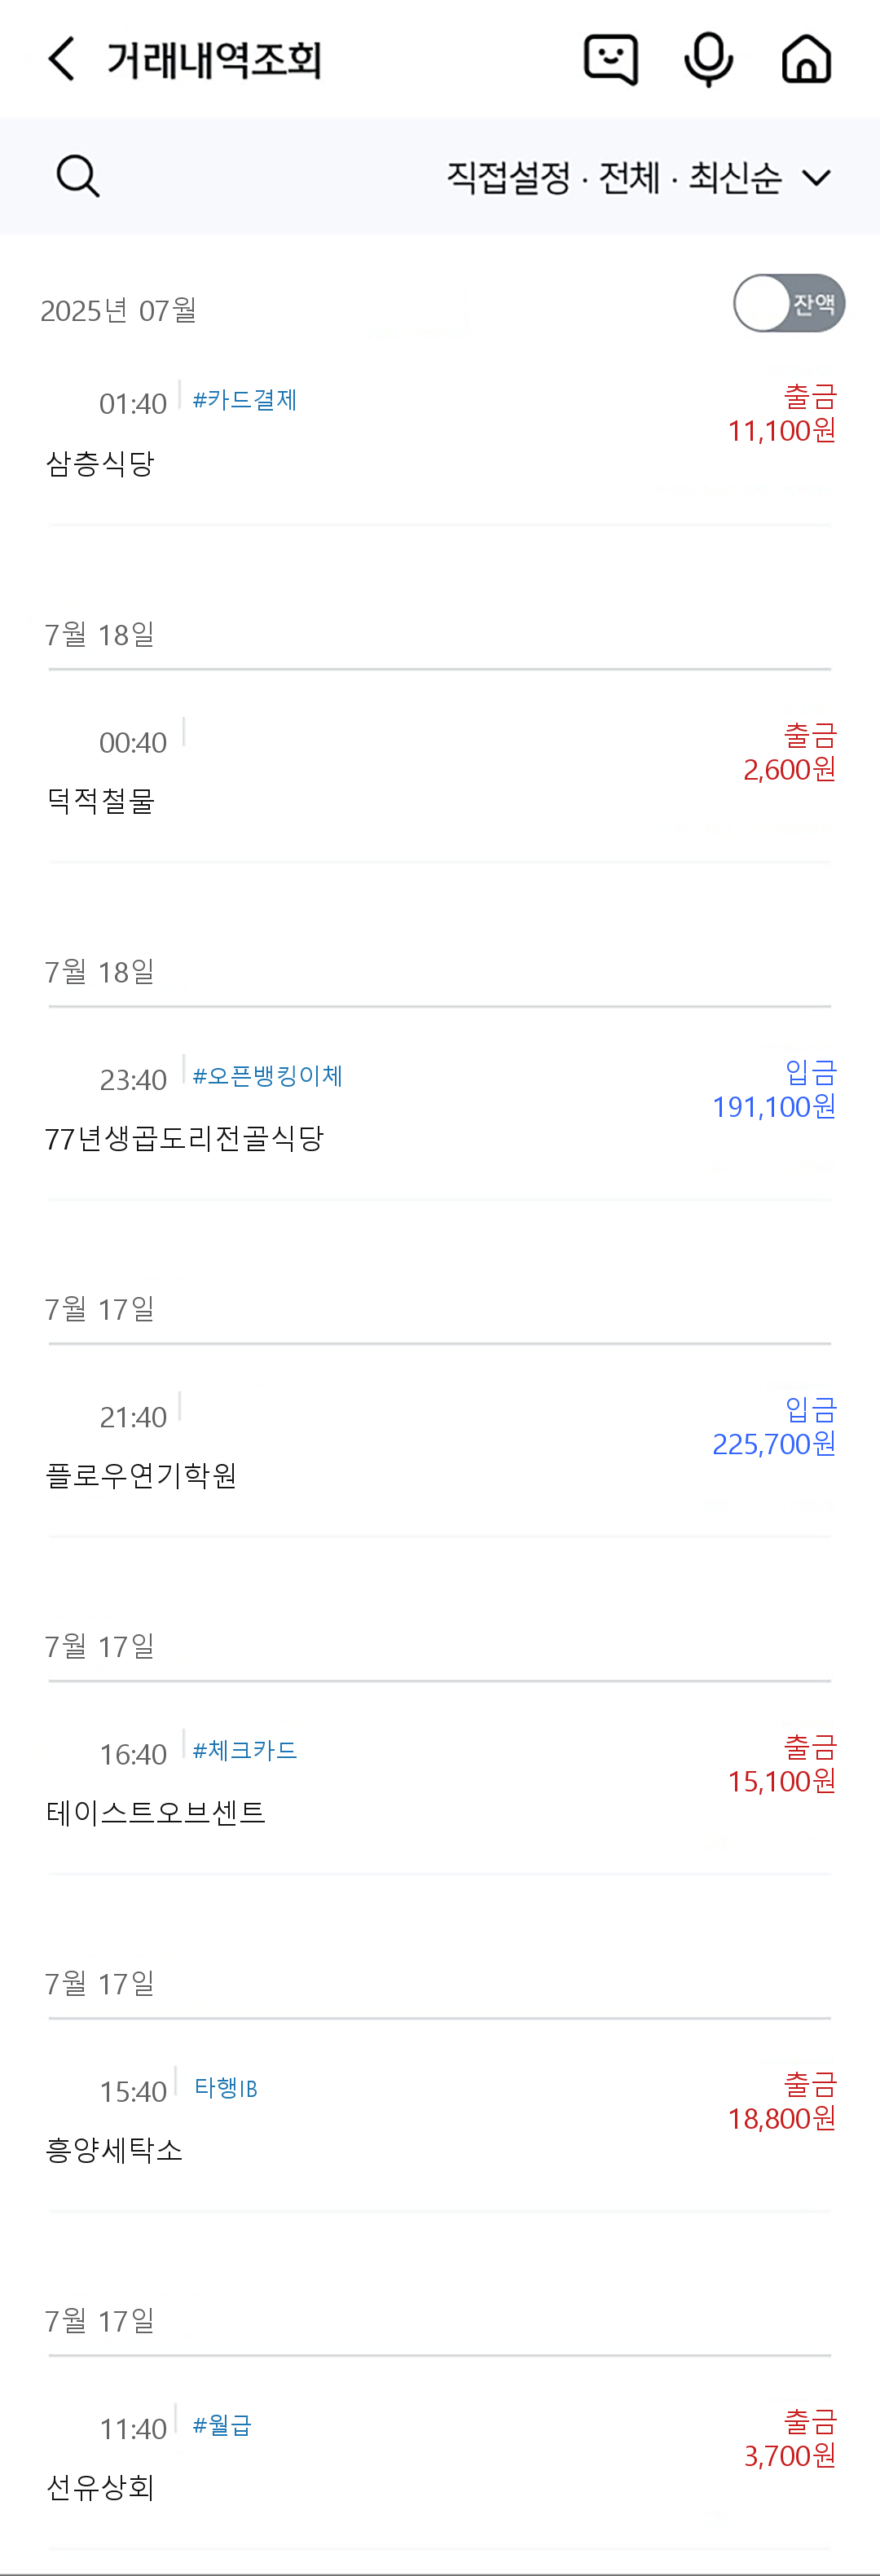 거래내역조회
직접설정 · 전체 · 최신순
2025년 07월
잔액
01:40 #카드결제
출금
11,100원
삼층식당
7월 18일
00:40
출금
2,600원
덕적철물
7월 18일
23:40 #오픈뱅킹이체
입금
191,100원
77년생곱도리전골식당
7월 17일
21:40
입금
225,700원
플로우연기학원
7월 17일
16:40 #체크카드
출금
15,100원
테이스트오브센트
7월 17일
15:40 타행IB
출금
18,800원
흥양세탁소
7월 17일
11:40 #월급
출금
3,700원
선유상회